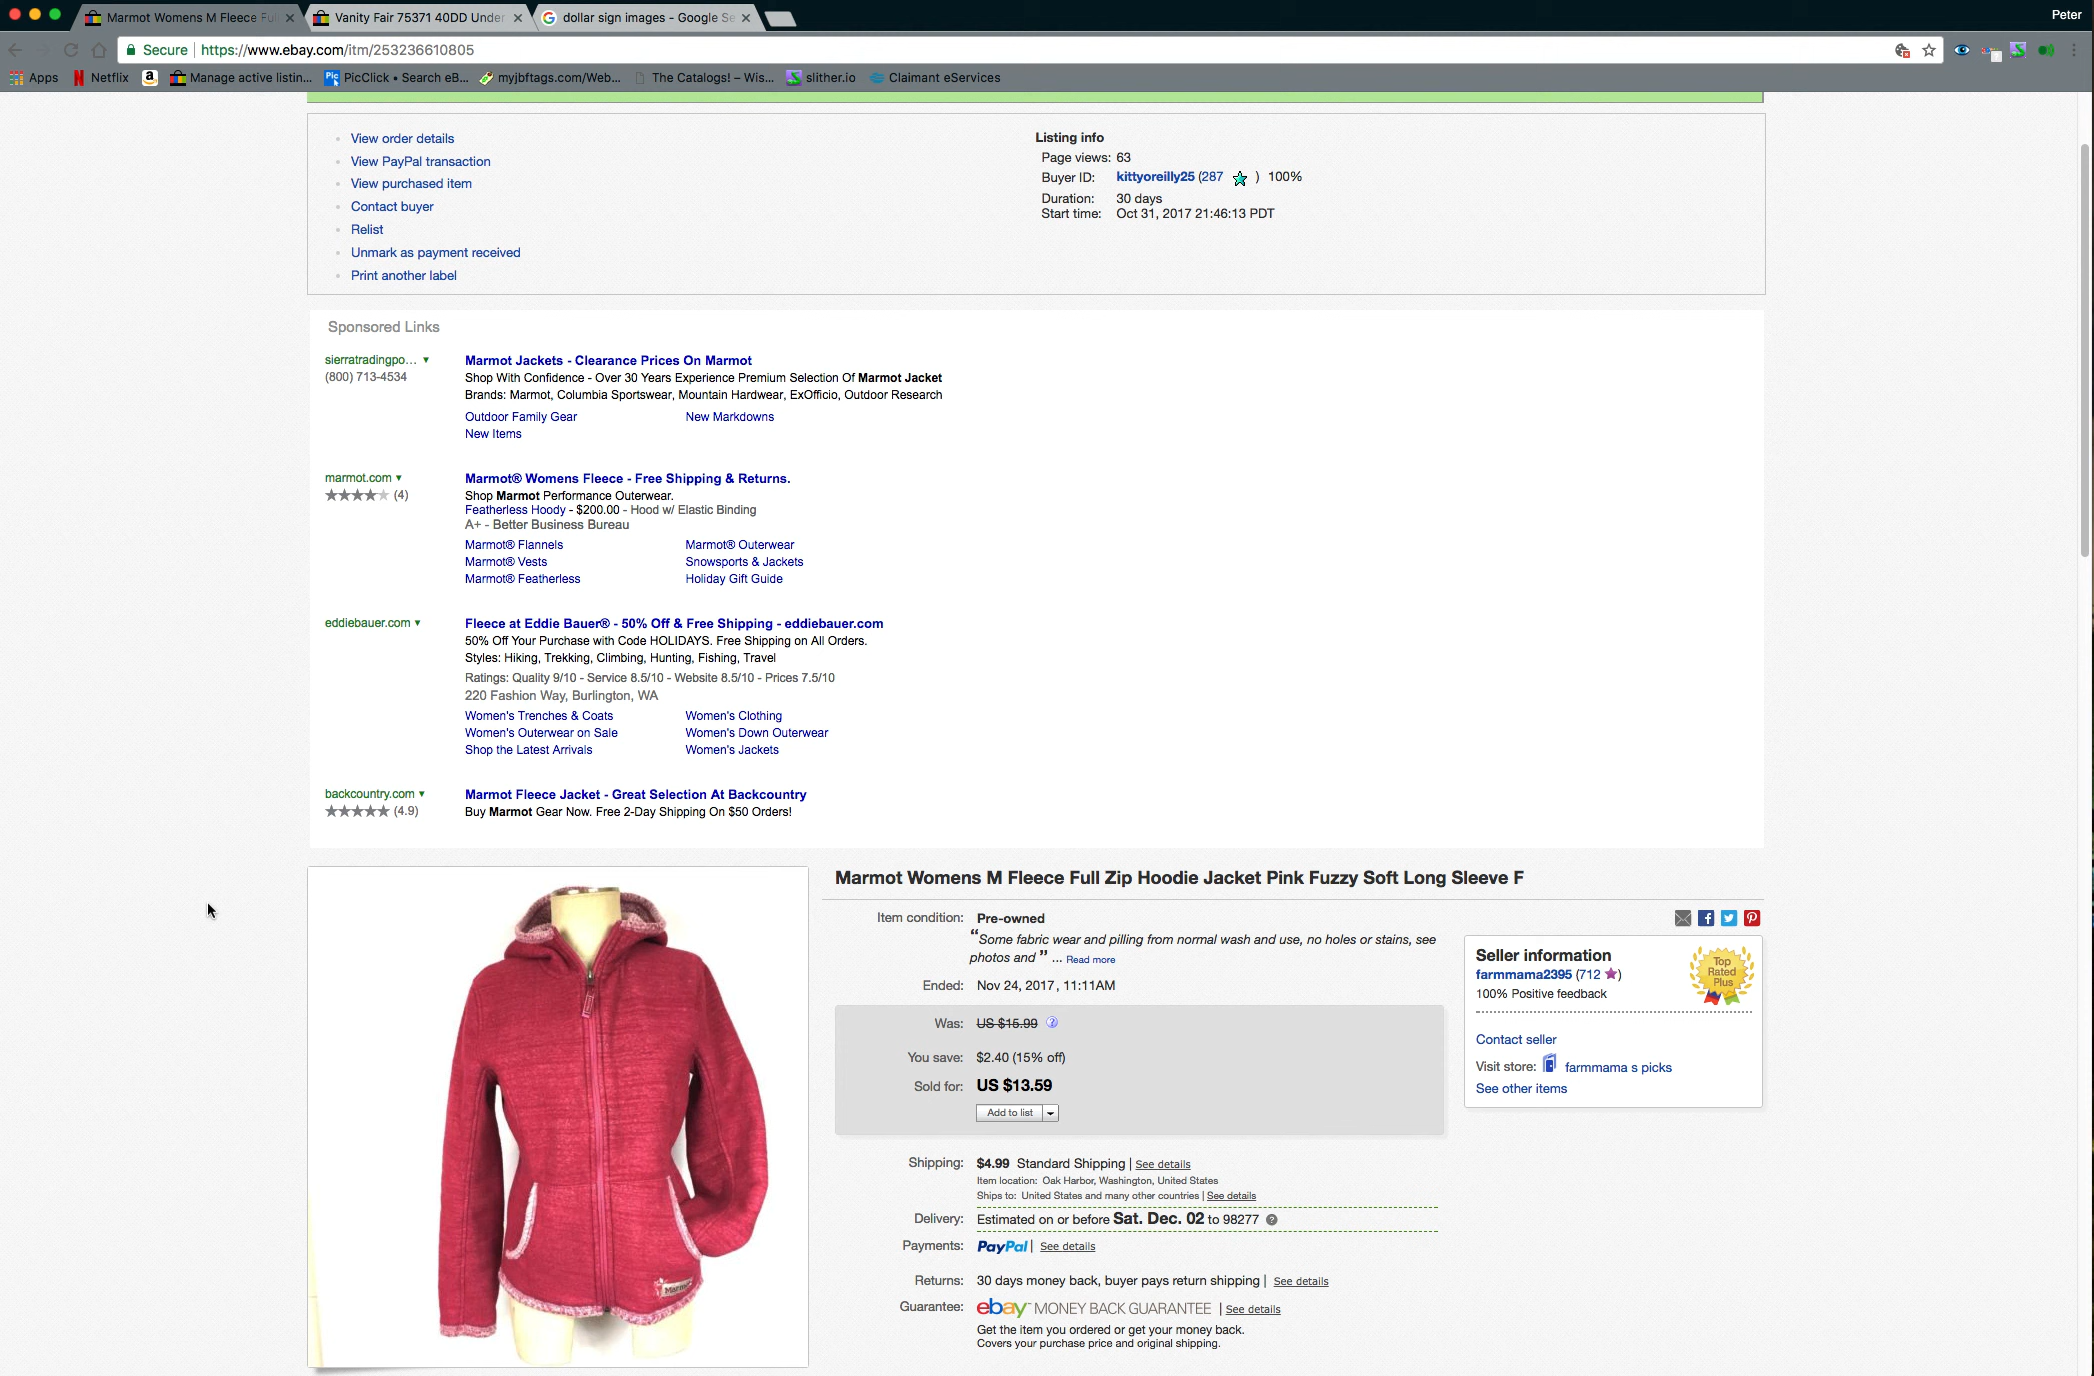 Marmot Womens M Fleece Ful
Vanity Fair 75371 40DD Under
dollar sign images - Google Se
Peter
Secure
https://www.ebay.com/itm/253236610805
Apps
Netflix
Manage active listin...
PicClick • Search eB...
myjbftags.com/Web...
The Catalogs! – Wis...
slither.io
Claimant eServices
View order details
View PayPal transaction
View purchased item
Contact buyer
Relist
Unmark as payment received
Print another label
Listing info
Page views: 63
Buyer ID: kittyoreilly25 (287 ) 100%
Duration: 30 days
Start time: Oct 31, 2017 21:46:13 PDT
Sponsored Links
sierratradingpo...
(800) 713-4534
Marmot Jackets - Clearance Prices On Marmot
Shop With Confidence - Over 30 Years Experience Premium Selection Of Marmot Jacket
Brands: Marmot, Columbia Sportswear, Mountain Hardwear, ExOfficio, Outdoor Research
Outdoor Family Gear
New Markdowns
New Items
marmot.com
(4)
Marmot® Womens Fleece - Free Shipping & Returns.
Shop Marmot Performance Outerwear.
Featherless Hoody - $200.00 - Hood w/ Elastic Binding
A+ - Better Business Bureau
Marmot® Flannels
Marmot® Outerwear
Marmot® Vests
Snowsports & Jackets
Marmot® Featherless
Holiday Gift Guide
eddiebauer.com
Fleece at Eddie Bauer® - 50% Off & Free Shipping - eddiebauer.com
50% Off Your Purchase with Code HOLIDAYS. Free Shipping on All Orders.
Styles: Hiking, Trekking, Climbing, Hunting, Fishing, Travel
Ratings: Quality 9/10 - Service 8.5/10 - Website 8.5/10 - Prices 7.5/10
220 Fashion Way, Burlington, WA
Women's Trenches & Coats
Women's Clothing
Women's Outerwear on Sale
Women's Down Outerwear
Shop the Latest Arrivals
Women's Jackets
backcountry.com
(4.9)
Marmot Fleece Jacket - Great Selection At Backcountry
Buy Marmot Gear Now. Free 2-Day Shipping On $50 Orders!
Marmot Womens M Fleece Full Zip Hoodie Jacket Pink Fuzzy Soft Long Sleeve F
Item condition: Pre-owned
“Some fabric wear and pilling from normal wash and use, no holes or stains, see
photos and ” ... Read more
Ended: Nov 24, 2017 , 11:11AM
Was: US $15.99
You save: $2.40 (15% off)
Sold for: US $13.59
Add to list
Shipping: $4.99 Standard Shipping | See details
Item location: Oak Harbor, Washington, United States
Ships to: United States and many other countries | See details
Delivery: Estimated on or before Sat. Dec. 02 to 98277
Payments: PayPal | See details
Returns: 30 days money back, buyer pays return shipping | See details
Guarantee: ebay MONEY BACK GUARANTEE | See details
Get the item you ordered or get your money back.
Covers your purchase price and original shipping.
Seller information
farmmama2395 (712 )
100% Positive feedback
Top
Rated
Plus
Contact seller
Visit store: farmmama s picks
See other items
Marmot